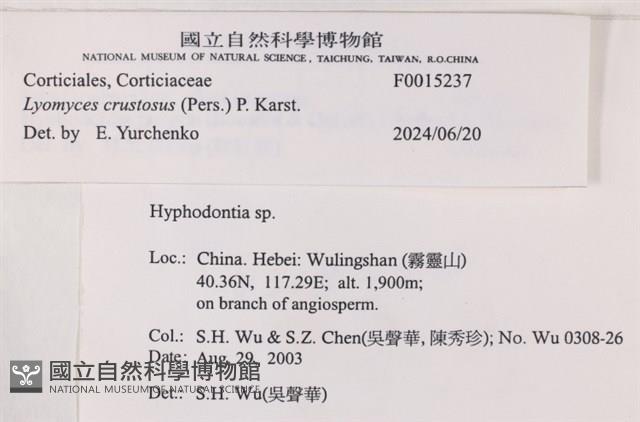 國立自然科學博物館
NATIONAL MUSEUM OF NATURAL SCIENCE, TAICHUNG, TAIWAN, R.O.CHINA
Corticiales, Corticiaceae F0015237
Lyomyces crustosus (Pers.) P. Karst.
Det. by E. Yurchenko 2024/06/20
Hyphodontia sp.
Loc.: China. Hebei: Wulingshan (霧靈山)
40.36N, 117.29E; alt. 1,900m;
on branch of angiosperm.
Col.: S.H. Wu & S.Z. Chen(吳聲華, 陳秀珍); No. Wu 0308-26
Date: Aug. 29, 2003
國立自然科學博物館
NATIONAL MUSEUM OF NATURAL SCIENCE
Det.: S.H. Wu(吳聲華)